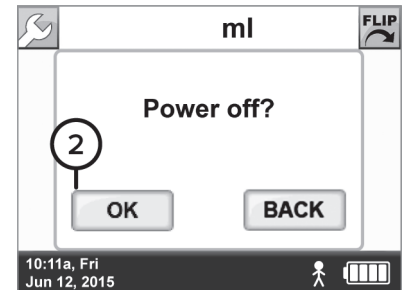 ml
FLIP
Power off?
2
OK
BACK
10:11a, Fri
Jun 12, 2015